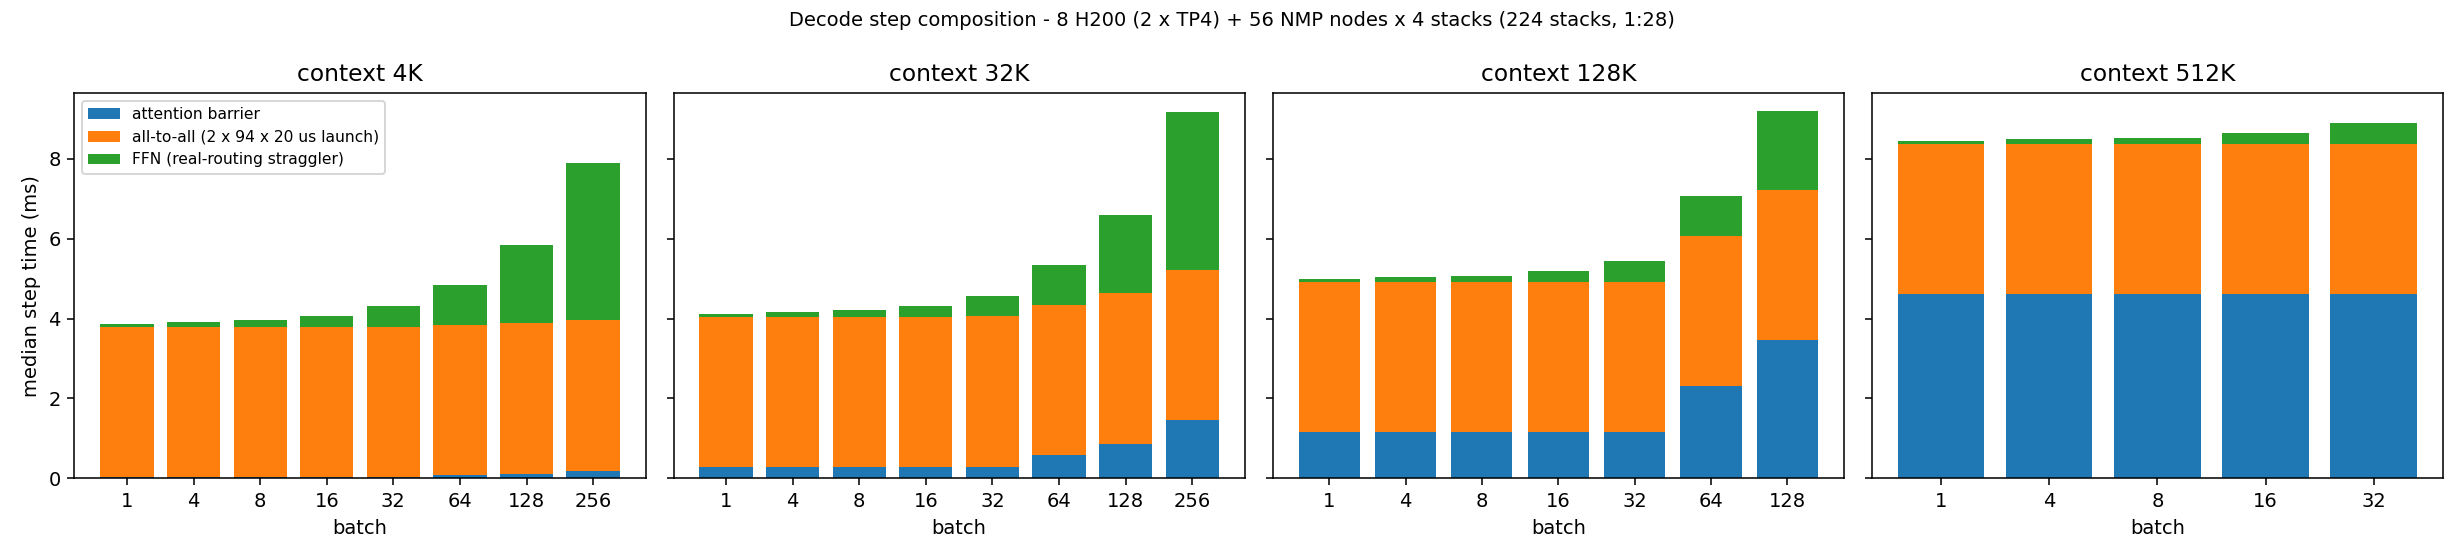 Decode step composition - 8 H200 (2 x TP4) + 56 NMP nodes x 4 stacks (224 stacks, 1:28)
context 4K
context 32K
context 128K
context 512K
attention barrier
all-to-all (2 x 94 x 20 us launch)
FFN (real-routing straggler)
median step time (ms)
8
6
4
2
0
1 4 8 16 32 64 128 256
batch
1 4 8 16 32 64 128 256
batch
1 4 8 16 32 64 128
batch
1 4 8 16 32
batch